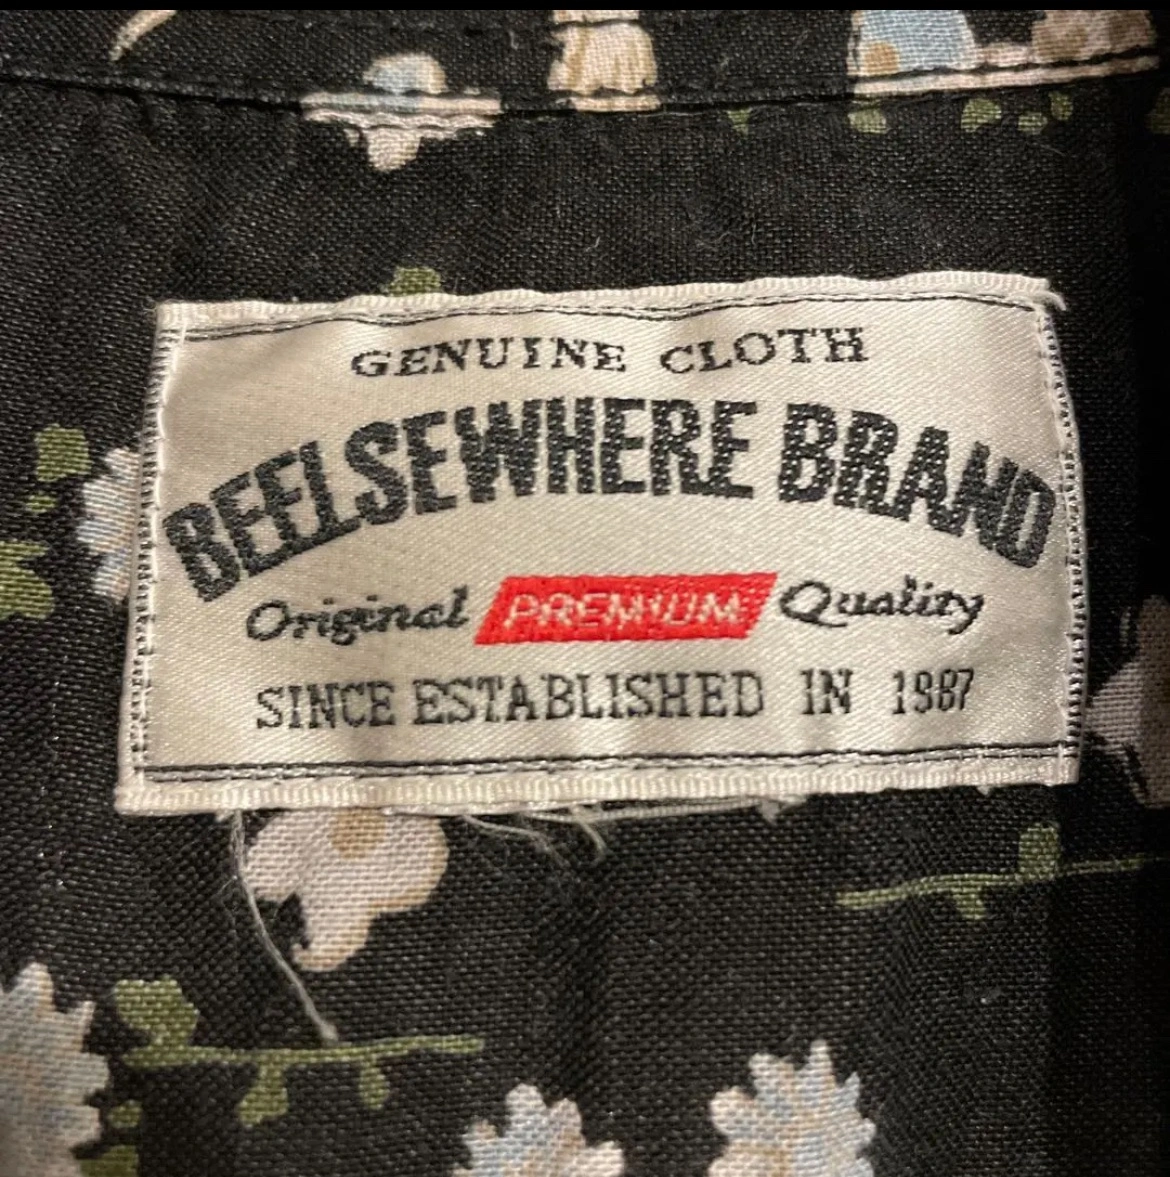 GENUINE CLOTH
BEELSEWHERE BRAND
Original PREMIUM Quality
SINCE ESTABLISHED IN 1987